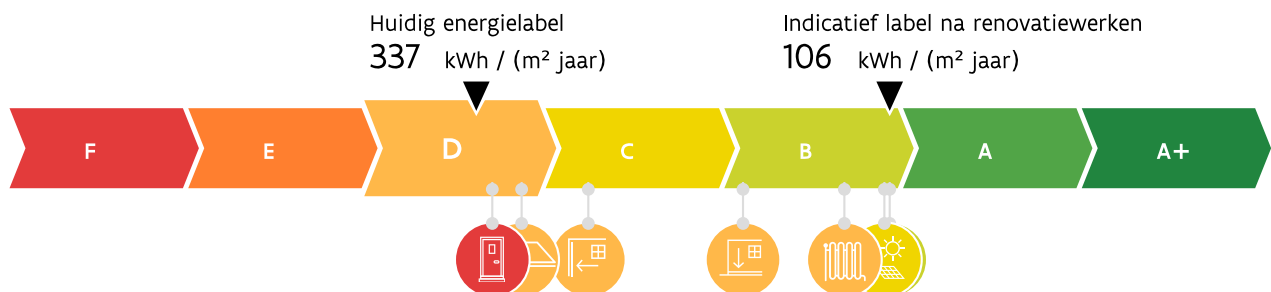 Huidig energielabel
337 kWh / (m² jaar)
Indicatief label na renovatiewerken
106 kWh / (m² jaar)
F E D C B A A+